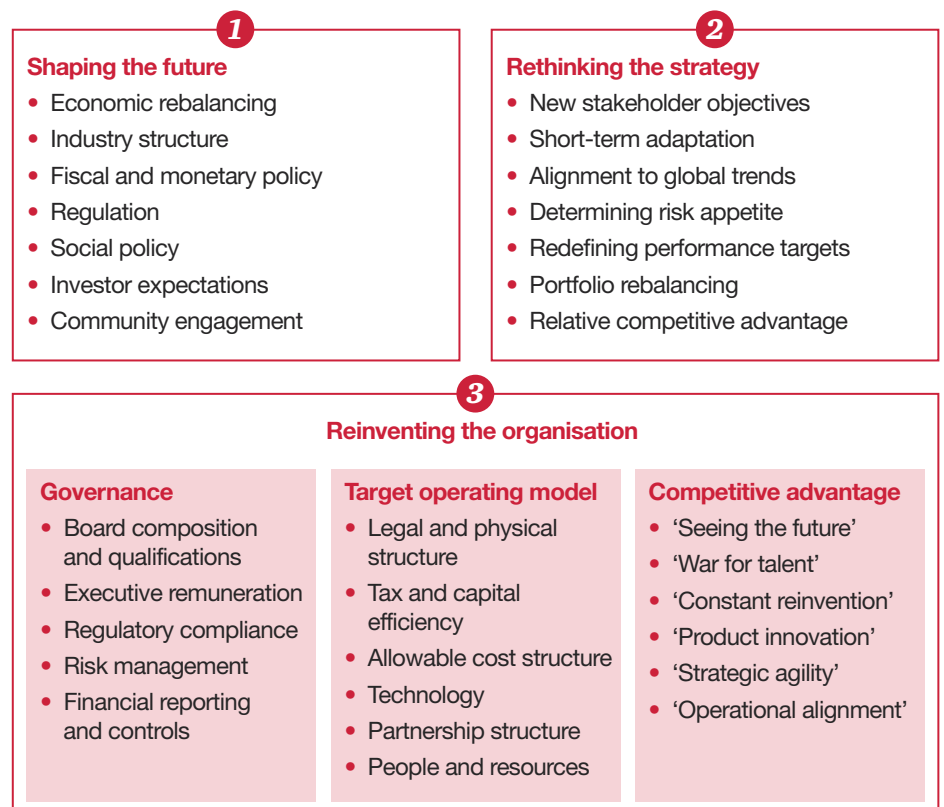 1
Shaping the future
• Economic rebalancing
• Industry structure
• Fiscal and monetary policy
• Regulation
• Social policy
• Investor expectations
• Community engagement
2
Rethinking the strategy
• New stakeholder objectives
• Short-term adaptation
• Alignment to global trends
• Determining risk appetite
• Redefining performance targets
• Portfolio rebalancing
• Relative competitive advantage
3
Reinventing the organisation
Governance
• Board composition
and qualifications
• Executive remuneration
• Regulatory compliance
• Risk management
• Financial reporting
and controls
Target operating model
• Legal and physical
structure
• Tax and capital
efficiency
• Allowable cost structure
• Technology
• Partnership structure
• People and resources
Competitive advantage
• ‘Seeing the future’
• ‘War for talent’
• ‘Constant reinvention’
• ‘Product innovation’
• ‘Strategic agility’
• ‘Operational alignment’